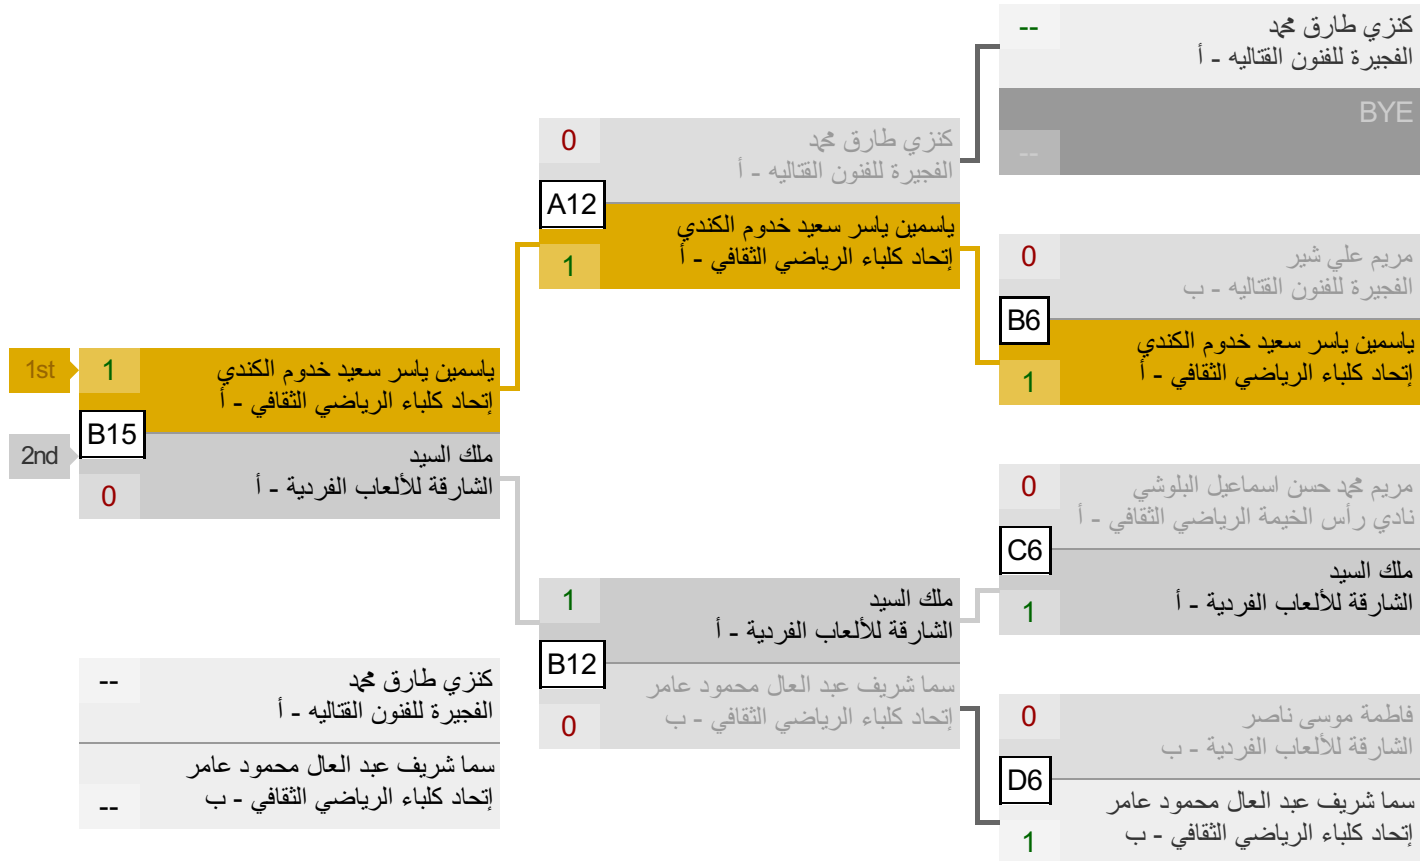 --
كنزي طارق محمد
الفجيرة للفنون القتاليه - أ
BYE
--
0
كنزي طارق محمد
الفجيرة للفنون القتاليه - أ
A12
ياسمين ياسر سعيد خدوم الكندي
إتحاد كلباء الرياضي الثقافي - أ
1
0
مريم علي شير
الفجيرة للفنون القتاليه - ب
B6
ياسمين ياسر سعيد خدوم الكندي
إتحاد كلباء الرياضي الثقافي - أ
1
1st
1
ياسمين ياسر سعيد خدوم الكندي
إتحاد كلباء الرياضي الثقافي - أ
B15
2nd
ملك السيد
الشارقة للألعاب الفردية - أ
0
0
مريم محمد حسن اسماعيل البلوشي
نادي رأس الخيمة الرياضي الثقافي - أ
C6
ملك السيد
الشارقة للألعاب الفردية - أ
1
1
ملك السيد
الشارقة للألعاب الفردية - أ
B12
سما شريف عبد العال محمود عامر
إتحاد كلباء الرياضي الثقافي - ب
0
--
كنزي طارق محمد
الفجيرة للفنون القتاليه - أ
سما شريف عبد العال محمود عامر
إتحاد كلباء الرياضي الثقافي - ب
--
0
فاطمة موسى ناصر
الشارقة للألعاب الفردية - ب
D6
سما شريف عبد العال محمود عامر
إتحاد كلباء الرياضي الثقافي - ب
1